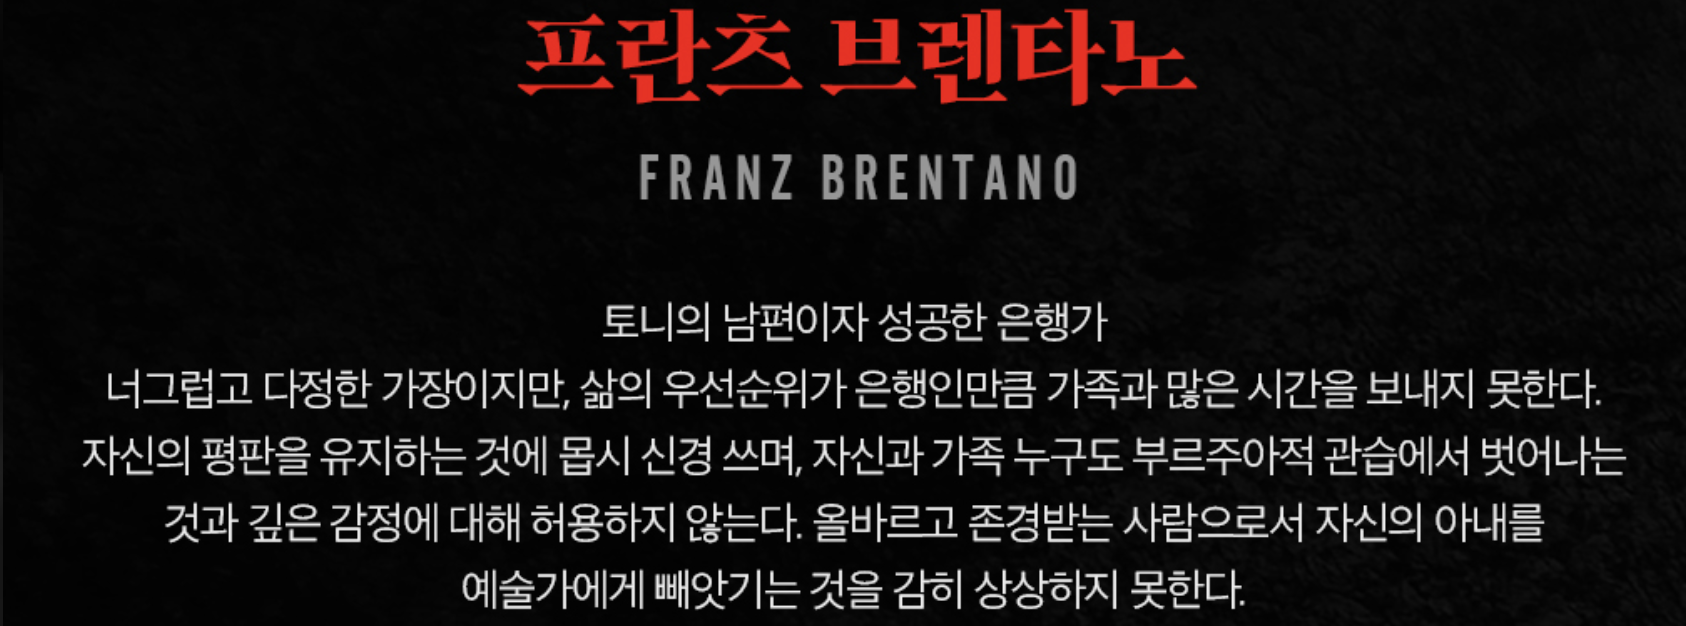 프란츠 브렌타노
FRANZ BRENTANO
토니의 남편이자 성공한 은행가
너그럽고 다정한 가장이지만, 삶의 우선순위가 은행인만큼 가족과 많은 시간을 보내지 못한다.
자신의 평판을 유지하는 것에 몹시 신경 쓰며, 자신과 가족 누구도 부르주아적 관습에서 벗어나는
것과 깊은 감정에 대해 허용하지 않는다. 올바르고 존경받는 사람으로서 자신의 아내를
예술가에게 빼앗기는 것을 감히 상상하지 못한다.